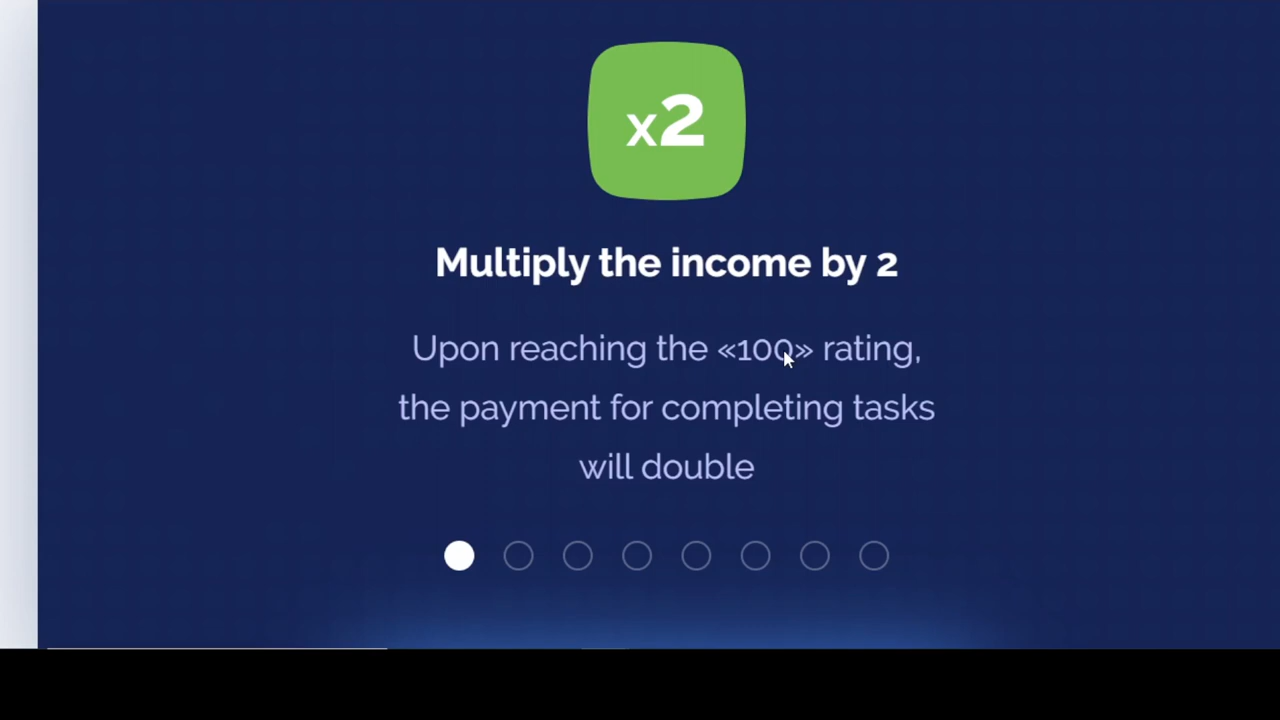 x2
Multiply the income by 2
Upon reaching the «100» rating,
the payment for completing tasks
will double